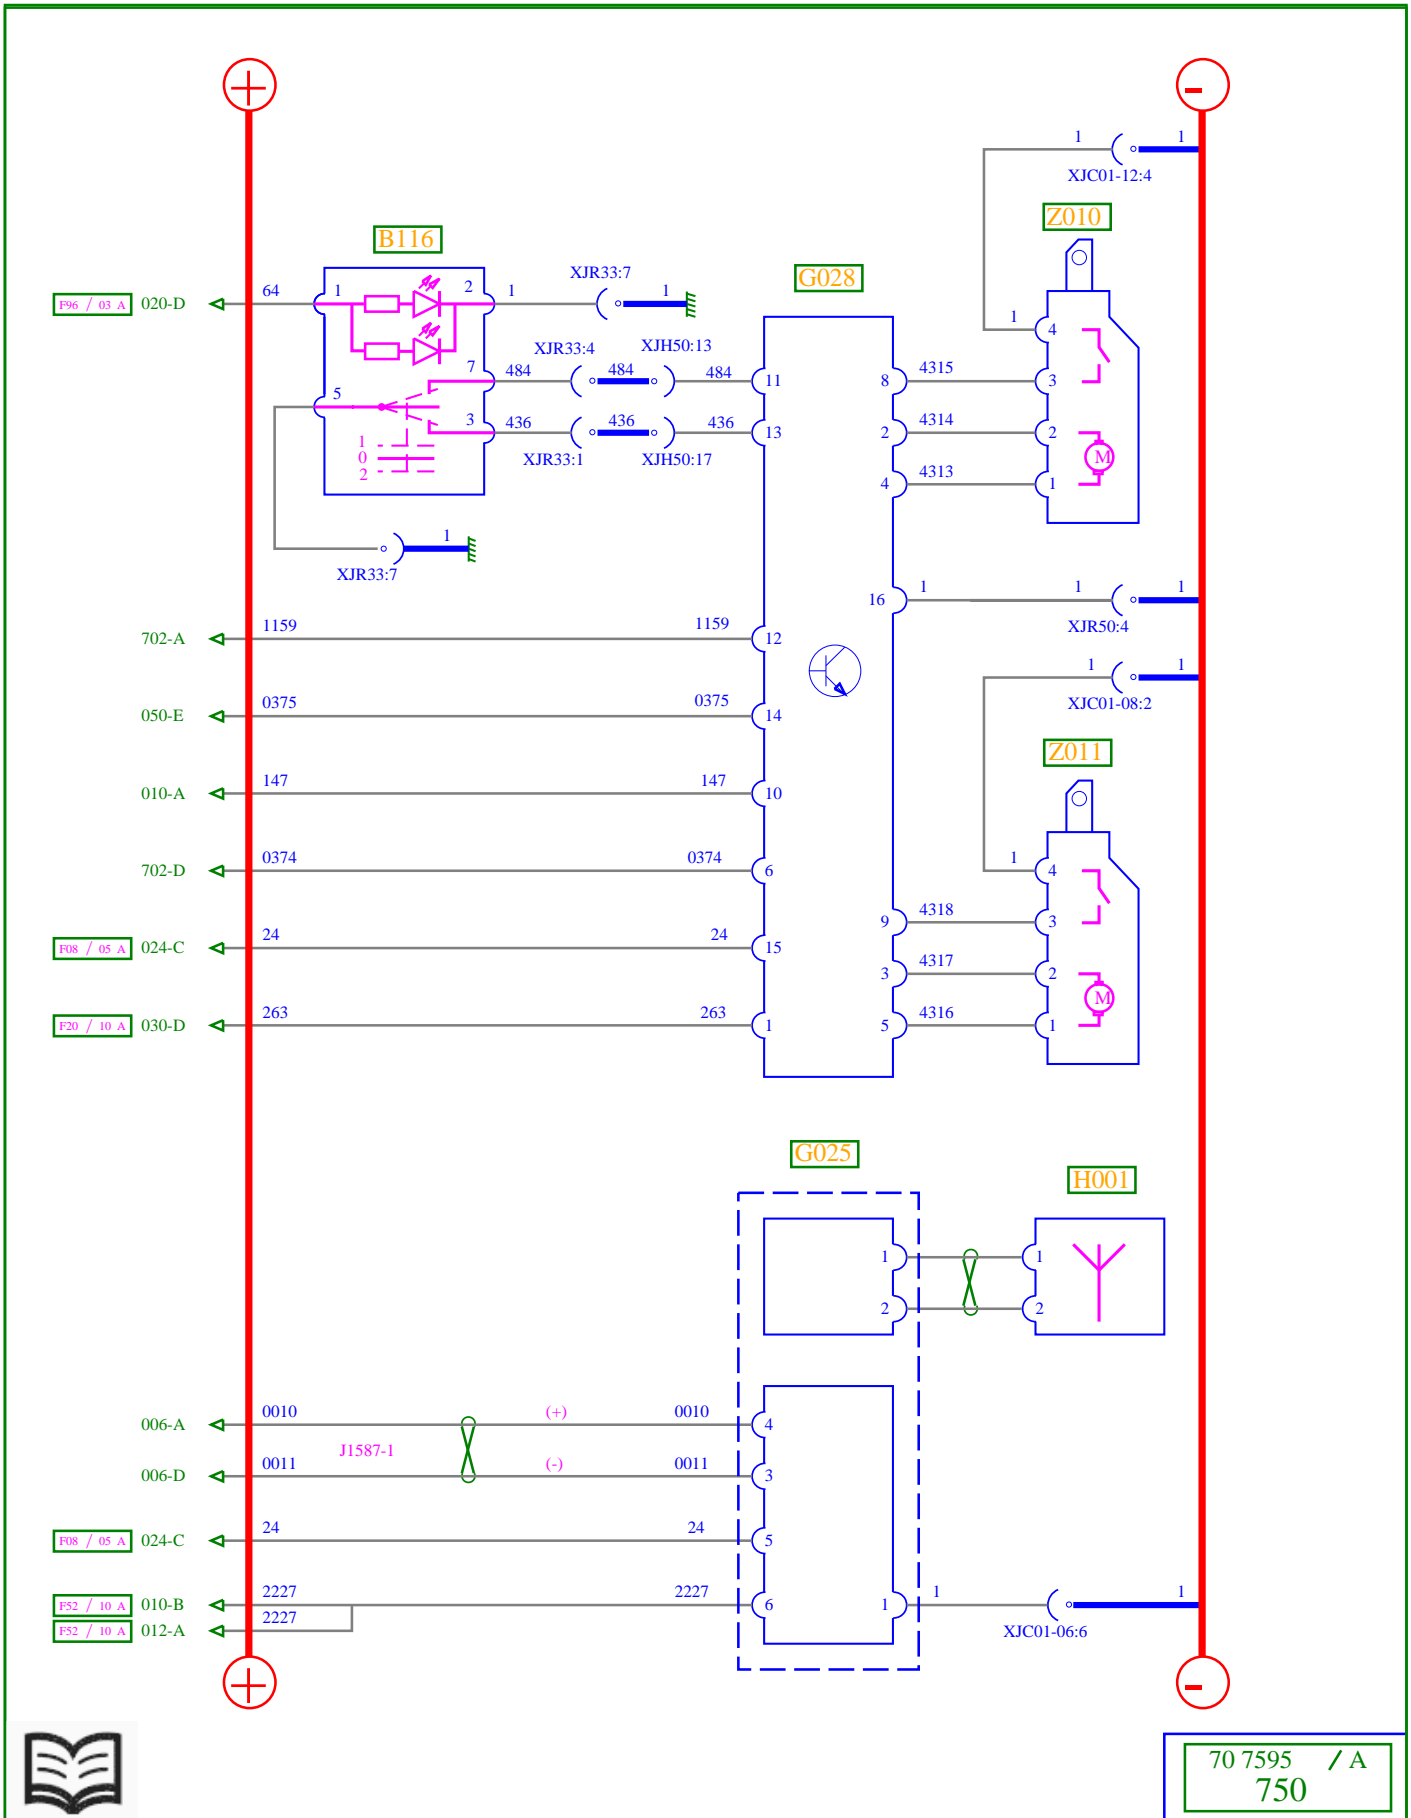 1 1
XJC01-12:4
Z010
B116
XJR33:7
G028
F96 / 03 A 020-D 64 1 2 1 1
1 4
XJR33:4 XJH50:13
7 484 484 484 11 8 4315 3
5
3 436 436 436 13 2 4314 2
1
0
2
XJR33:1 XJH50:17
M
4 4313 1
1
XJR33:7
16 1 1 1
XJR50:4
702-A 1159 1159 12
1 1
XJC01-08:2
050-E 0375 0375 14
Z011
010-A 147 147 10
702-D 0374 0374 6
1 4
9 4318 3
F08 / 05 A 024-C 24 24 15
3 4317 2
M
F20 / 10 A 030-D 263 263 1 5 4316 1
G025
H001
1 1
2 2
006-A 0010 (+) 0010 4
J1587-1
006-D 0011 (-) 0011 3
F08 / 05 A 024-C 24 24 5
F52 / 10 A 010-B 2227 2227 6 1 1 1
F52 / 10 A 012-A 2227
XJC01-06:6
70 7595 / A
750